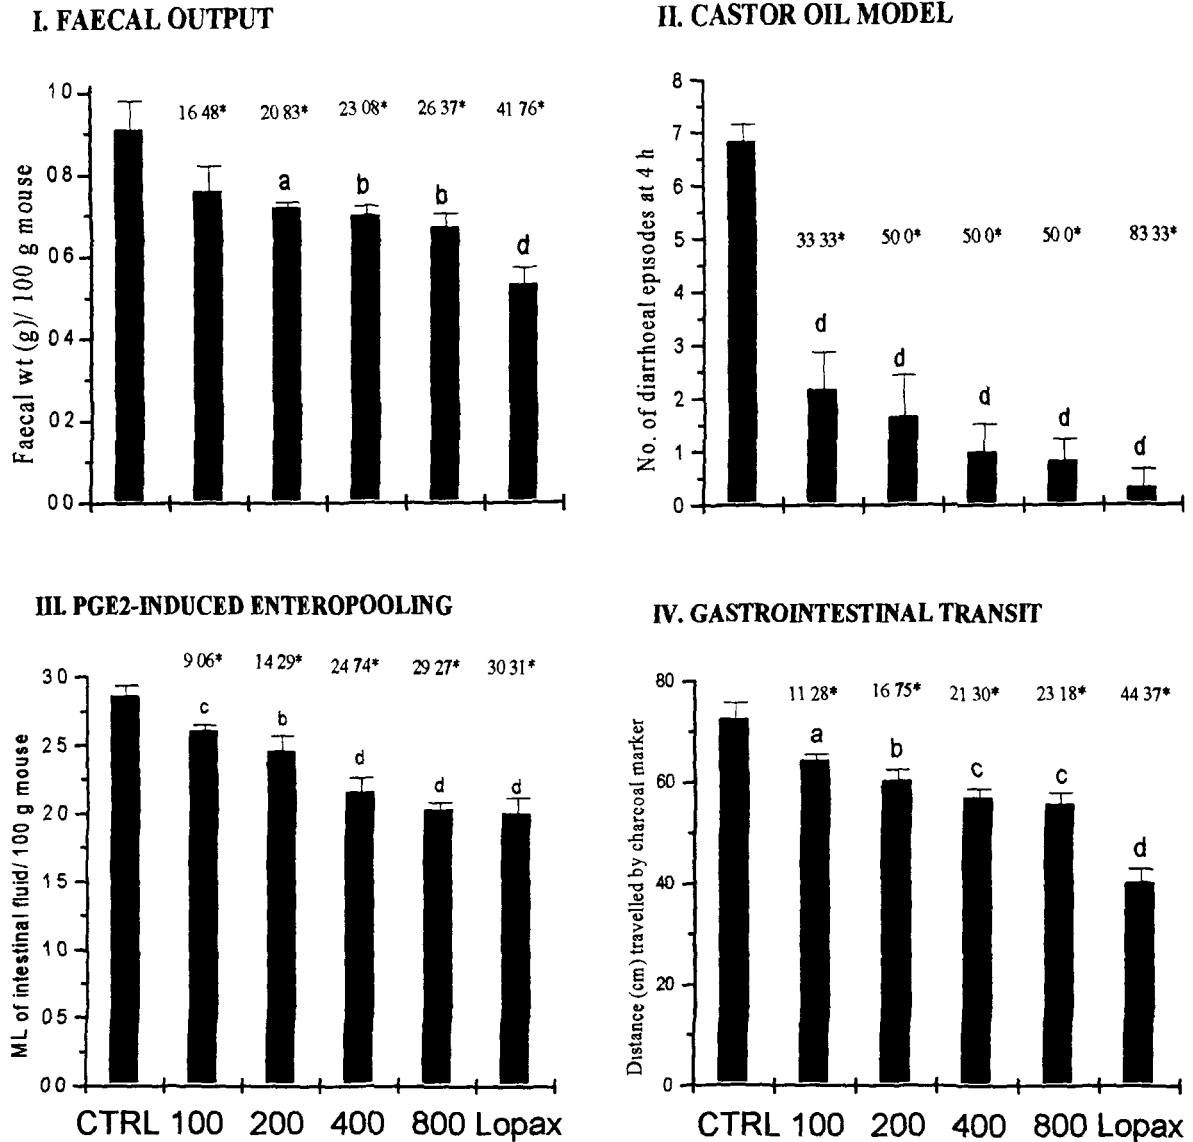 I. FAECAL OUTPUT
Faecal wt (g)/ 100 g mouse
1 0
0 8
0 6
0 4
0 2
0 0
16 48* 20 83* 23 08* 26 37* 41 76*
a b b d
II. CASTOR OIL MODEL
No. of diarrhoeal episodes at 4 h
8
7
6
5
4
3
2
1
0
33 33* 50 0* 50 0* 50 0* 83 33*
d d d d d
III. PGE2-INDUCED ENTEROPOOLING
ML of intestinal fluid/ 100 g mouse
3 0
2 5
2 0
1 5
1 0
0 5
0 0
9 06* 14 29* 24 74* 29 27* 30 31*
c b d d d
CTRL 100 200 400 800 Lopax
IV. GASTROINTESTINAL TRANSIT
Distance (cm) travelled by charcoal marker
80
60
40
20
0
11 28* 16 75* 21 30* 23 18* 44 37*
a b c c d
CTRL 100 200 400 800 Lopax